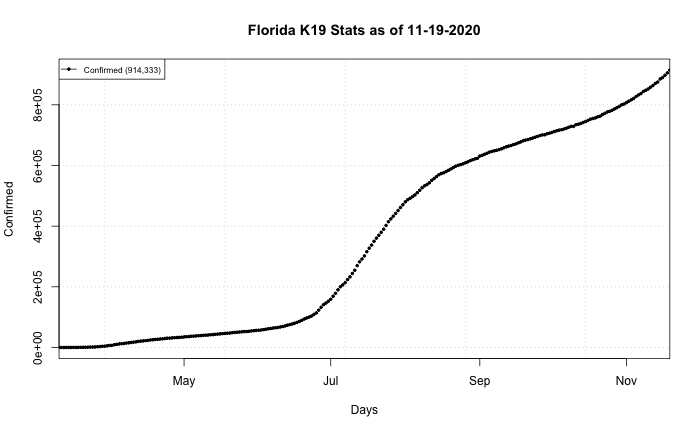 Florida K19 Stats as of 11-19-2020
Confirmed (914,333)
8e+05
6e+05
4e+05
2e+05
0e+00
Confirmed
May Jul Sep Nov
Days